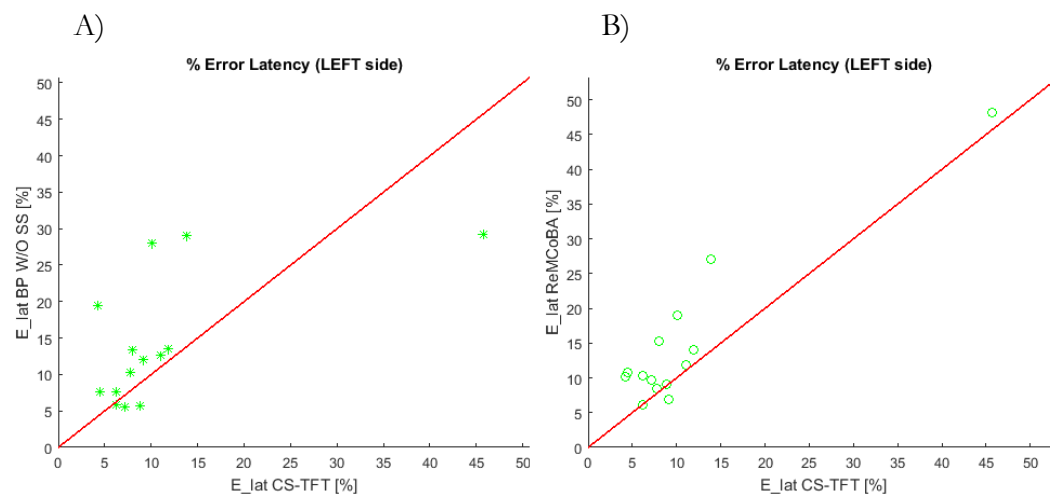 A)
% Error Latency (LEFT side)
50
45
40
35
30
25
20
15
10
5
0
E_lat BP W/O SS [%]
0 5 10 15 20 25 30 35 40 45 50
E_lat CS-TFT [%]
B)
% Error Latency (LEFT side)
50
45
40
35
30
25
20
15
10
5
0
E_lat ReMCoBA [%]
0 5 10 15 20 25 30 35 40 45 50
E_lat CS-TFT [%]